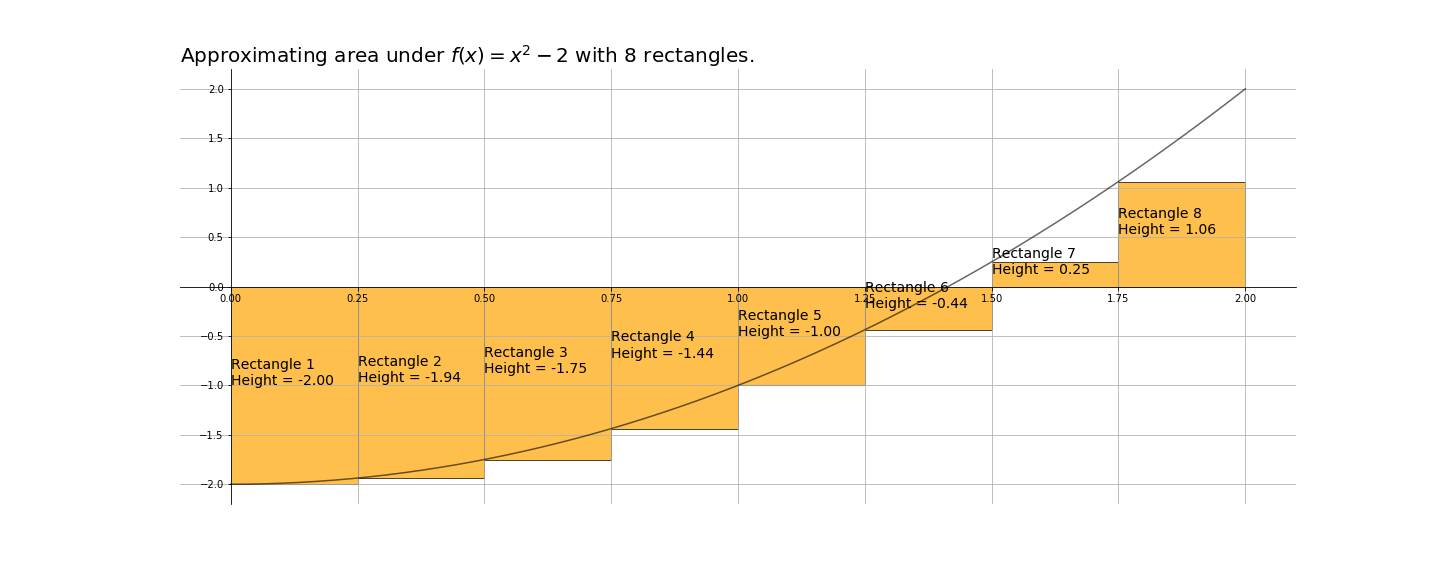 Approximating area under f(x) = x² − 2 with 8 rectangles.
2.0
1.5
1.0
0.5
0.0
−0.5
−1.0
−1.5
−2.0
0.00 0.25 0.50 0.75 1.00 1.25 1.50 1.75 2.00
Rectangle 1
Height = -2.00
Rectangle 2
Height = -1.94
Rectangle 3
Height = -1.75
Rectangle 4
Height = -1.44
Rectangle 5
Height = -1.00
Rectangle 6
Height = -0.44
Rectangle 7
Height = 0.25
Rectangle 8
Height = 1.06